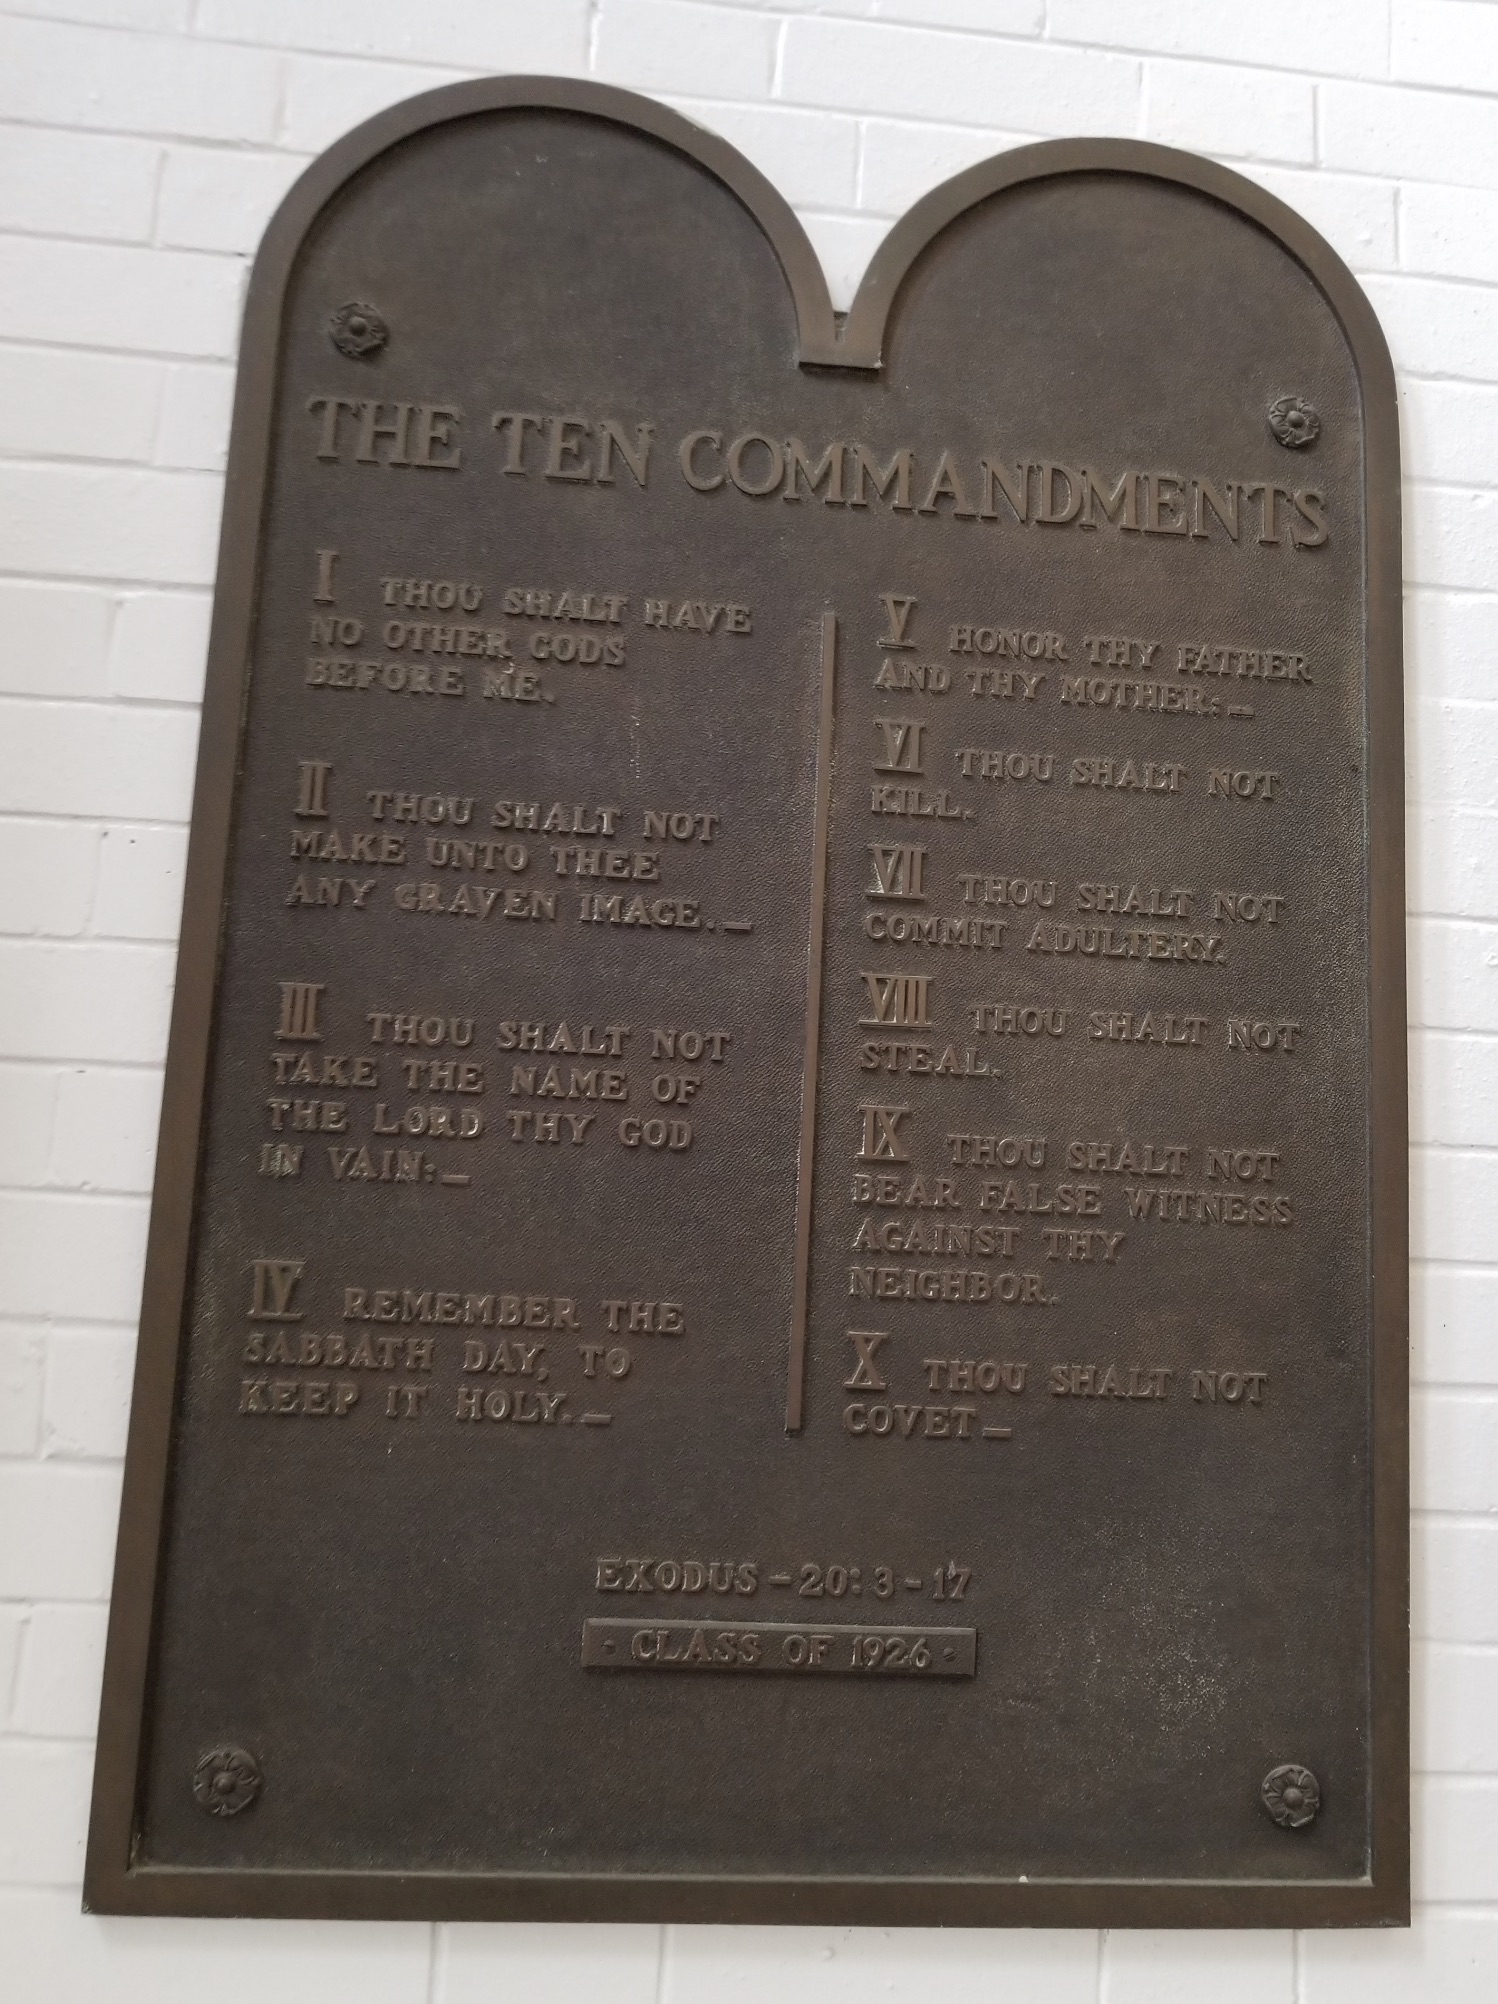 THE TEN COMMANDMENTS
I THOU SHALT HAVE
NO OTHER GODS
BEFORE ME.
II THOU SHALT NOT
MAKE UNTO THEE
ANY GRAVEN IMAGE.—
III THOU SHALT NOT
TAKE THE NAME OF
THE LORD THY GOD
IN VAIN:—
IV REMEMBER THE
SABBATH DAY, TO
KEEP IT HOLY.—
V HONOR THY FATHER
AND THY MOTHER:—
VI THOU SHALT NOT
KILL.
VII THOU SHALT NOT
COMMIT ADULTERY.
VIII THOU SHALT NOT
STEAL.
IX THOU SHALT NOT
BEAR FALSE WITNESS
AGAINST THY
NEIGHBOR.
X THOU SHALT NOT
COVET—
EXODUS – 20:3–17
· CLASS OF 1926 ·